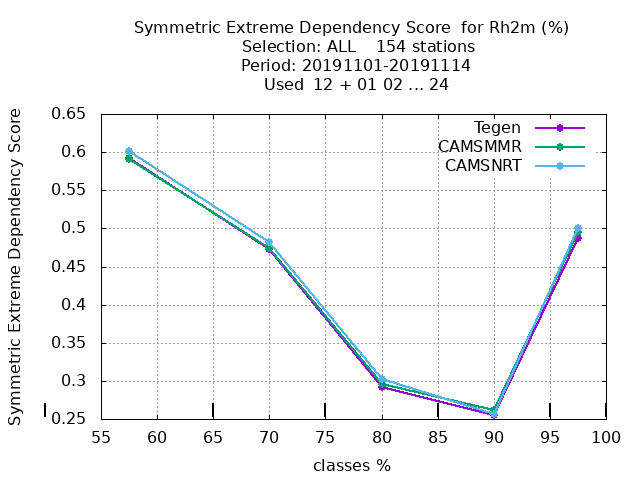 Symmetric Extreme Dependency Score  for Rh2m (%)
Selection: ALL    154 stations
Period: 20191101-20191114
Used  12 + 01 02 ... 24
Symmetric Extreme Dependency Score
0.65
0.6
0.55
0.5
0.45
0.4
0.35
0.3
0.25
Tegen
CAMSMMR
CAMSNRT
55 60 65 70 75 80 85 90 95 100
classes %